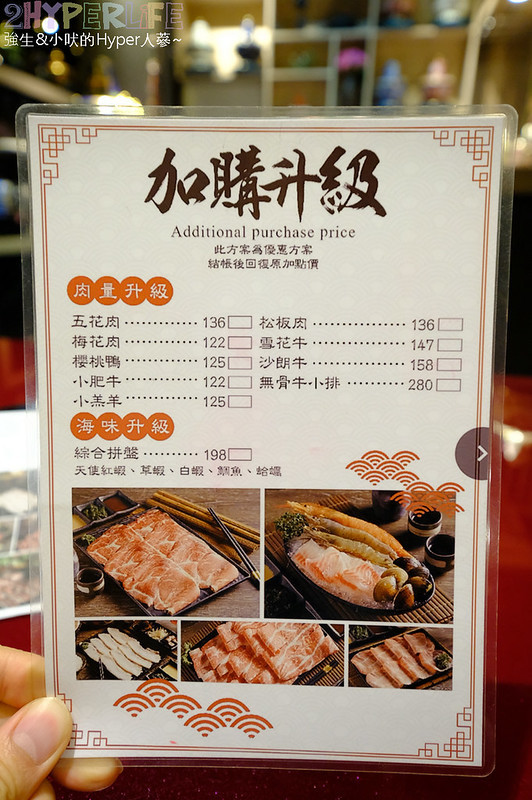 2HYPERLIFE
強生&小吠的Hyper人蔘~
加購升級
Additional purchase price
此方案為優惠方案
結帳後回復原加點價
肉量升級
五花肉 ………… 136
松板肉 ………… 136
梅花肉 ………… 122
雪花牛 ………… 147
櫻桃鴨 ………… 125
沙朗牛 ………… 158
小肥牛 ………… 122
無骨牛小排 ……… 280
小羔羊 ………… 125
海味升級
綜合拼盤 ……… 198
天使紅蝦、草蝦、白蝦、鯛魚、蛤蠣